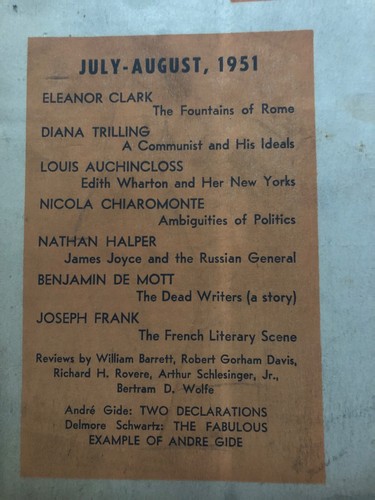 JULY-AUGUST, 1951
ELEANOR CLARK
The Fountains of Rome
DIANA TRILLING
A Communist and His Ideals
LOUIS AUCHINCLOSS
Edith Wharton and Her New Yorks
NICOLA CHIAROMONTE
Ambiguities of Politics
NATHAN HALPER
James Joyce and the Russian General
BENJAMIN DE MOTT
The Dead Writers (a story)
JOSEPH FRANK
The French Literary Scene
Reviews by William Barrett, Robert Gorham Davis,
Richard H. Rovere, Arthur Schlesinger, Jr.,
Bertram D. Wolfe
André Gide: TWO DECLARATIONS
Delmore Schwartz: THE FABULOUS
EXAMPLE OF ANDRE GIDE